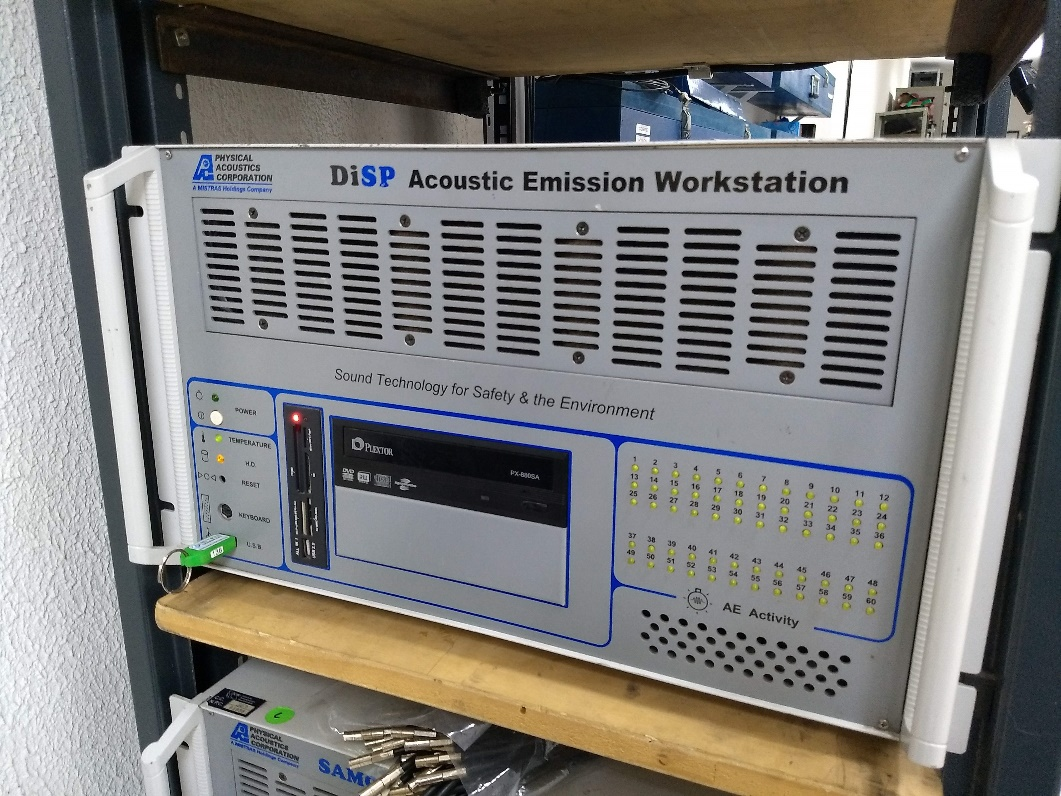 PHYSICAL
ACOUSTICS
CORPORATION
A MISTRAS Holdings Company
DiSP Acoustic Emission Workstation
Sound Technology for Safety & the Environment
POWER
TEMPERATURE
H.D.
RESET
KEYBOARD
U.S.B.
PLEXTOR
PX-880SA
1 2 3 4 5 6 7 8 9 10 11 12
13 14 15 16 17 18 19 20 21 22 23 24
25 26 27 28 29 30 31 32 33 34 35 36
37 38 39 40 41 42 43 44 45 46 47 48
49 50 51 52 53 54 55 56 57 58 59 60
AE Activity
PHYSICAL
ACOUSTICS
CORPORATION
A MISTRAS Holdings Company